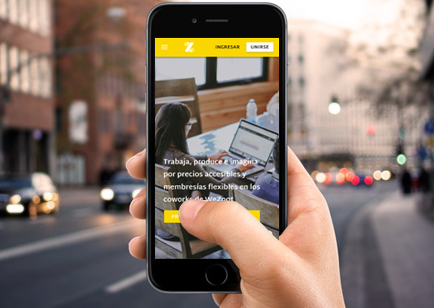 INGRESAR UNIRSE
Trabaja, produce e imagina
por precios accesibles y
membresías flexibles en los
coworks de WeZoot